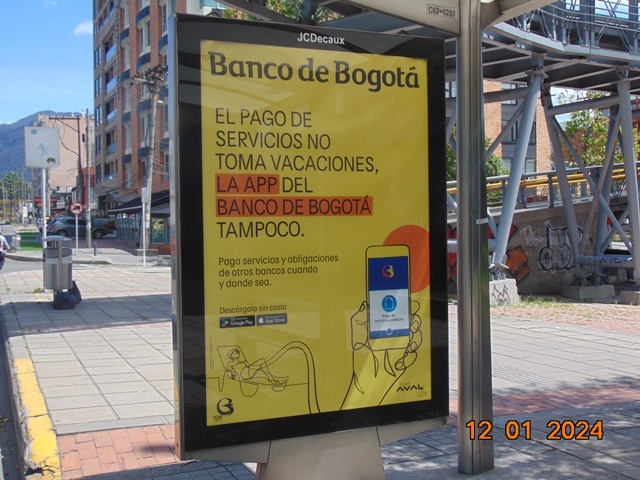 C63+0280
JCDecaux
Banco de Bogotá
EL PAGO DE
SERVICIOS NO
TOMA VACACIONES,
LA APP DEL
BANCO DE BOGOTÁ
TAMPOCO.
Paga servicios y obligaciones
de otros bancos cuando
y donde sea.
Descárgala sin costo
Google Play
App Store
AVAL
12 01 2024